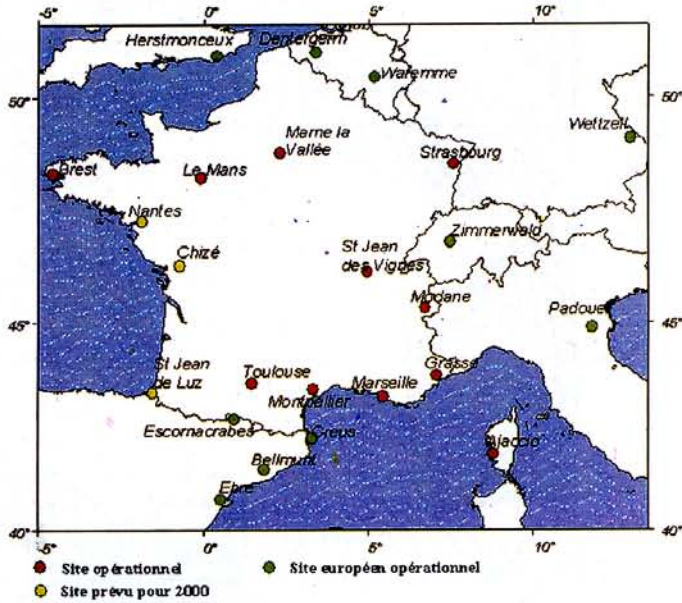 -5° 0° 5° 10°
Herstmonceux
Dentergem
Waremme
50° 50°
Wettzell
Marne la
Vallée
Strasbourg
Brest
Le Mans
Nantes
Zimmerwald
Chizé
St Jean
des Vignes
Modane
Padoue
45° 45°
St Jean
de Luz
Toulouse
Grasse
Marseille
Montpellier
Escornacrabes
Creus
Ajaccio
Bellmunt
Ebre
40° 40°
-5° 0° 5° 10°
Site opérationnel
Site européen opérationnel
Site prévu pour 2000